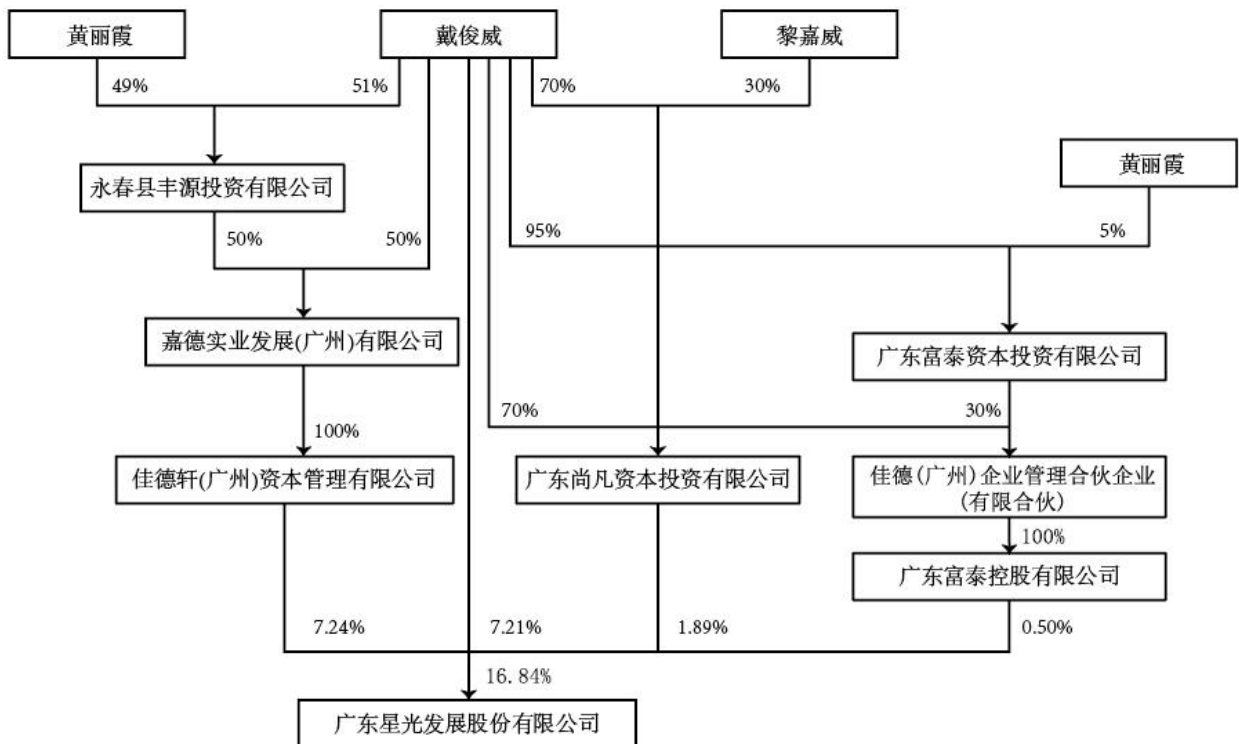 黄丽霞
戴俊威
黎嘉威
49%
51%
70%
30%
永春县丰源投资有限公司
黄丽霞
50%
50%
95%
5%
嘉德实业发展(广州)有限公司
广东富泰资本投资有限公司
70%
30%
100%
佳德轩(广州)资本管理有限公司
广东尚凡资本投资有限公司
佳德(广州)企业管理合伙企业
(有限合伙)
100%
广东富泰控股有限公司
7.24%
7.21%
1.89%
0.50%
16.84%
广东星光发展股份有限公司